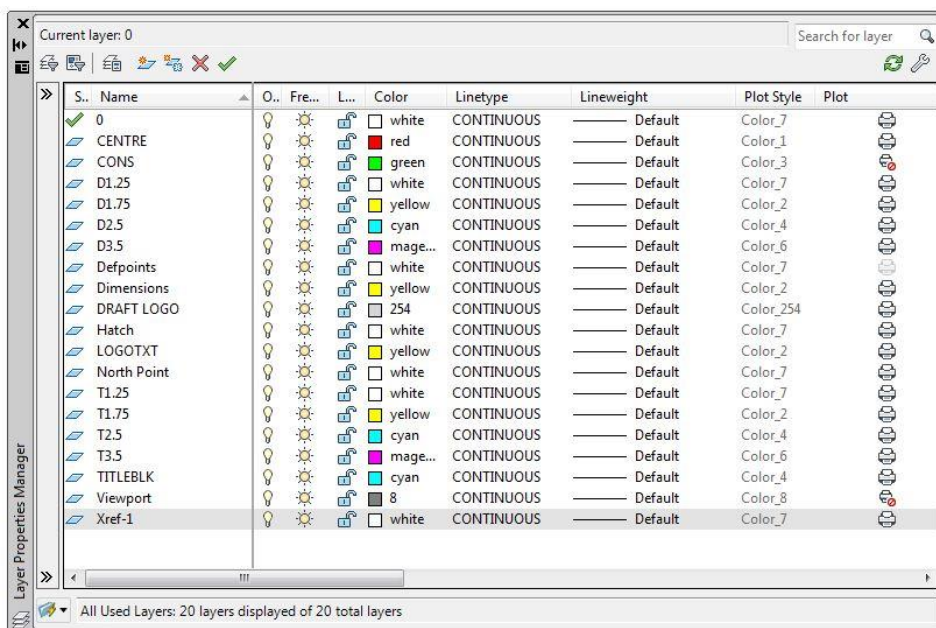 Current layer: 0
Search for layer
S.. Name O.. Fre... L... Color Linetype Lineweight Plot Style Plot
0 white CONTINUOUS Default Color_7
CENTRE red CONTINUOUS Default Color_1
CONS green CONTINUOUS Default Color_3
D1.25 white CONTINUOUS Default Color_7
D1.75 yellow CONTINUOUS Default Color_2
D2.5 cyan CONTINUOUS Default Color_4
D3.5 mage... CONTINUOUS Default Color_6
Defpoints white CONTINUOUS Default Color_7
Dimensions yellow CONTINUOUS Default Color_2
DRAFT LOGO 254 CONTINUOUS Default Color_254
Hatch white CONTINUOUS Default Color_7
LOGOTXT yellow CONTINUOUS Default Color_2
North Point white CONTINUOUS Default Color_7
T1.25 white CONTINUOUS Default Color_7
T1.75 yellow CONTINUOUS Default Color_2
T2.5 cyan CONTINUOUS Default Color_4
T3.5 mage... CONTINUOUS Default Color_6
TITLEBLK cyan CONTINUOUS Default Color_4
Viewport 8 CONTINUOUS Default Color_8
Xref-1 white CONTINUOUS Default Color_7
Layer Properties Manager
All Used Layers: 20 layers displayed of 20 total layers